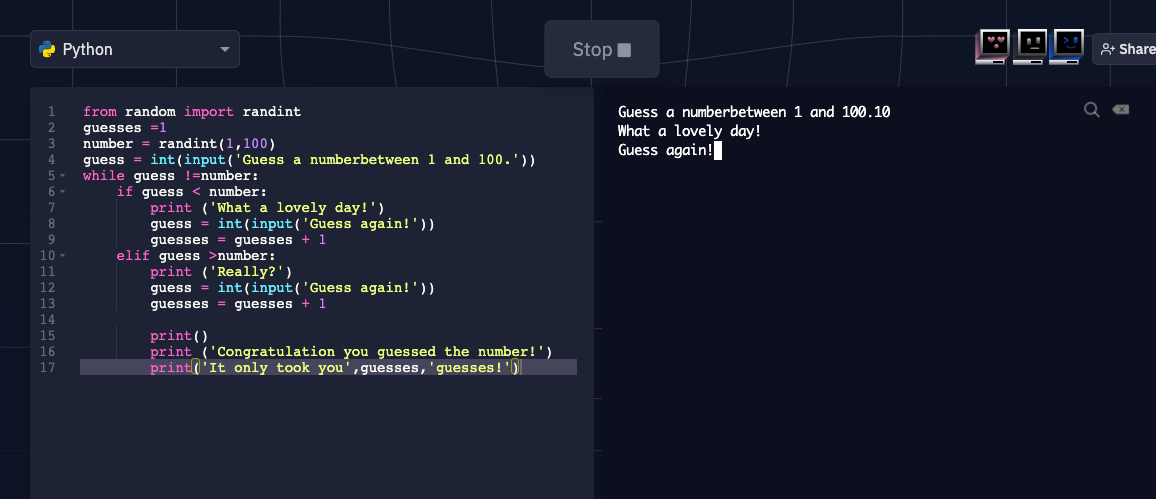 Python
Stop
Share
1 from random import randint
2 guesses =1
3 number = randint(1,100)
4 guess = int(input('Guess a numberbetween 1 and 100.'))
5 while guess !=number:
6 if guess < number:
7 print ('What a lovely day!')
8 guess = int(input('Guess again!'))
9 guesses = guesses + 1
10 elif guess >number:
11 print ('Really?')
12 guess = int(input('Guess again!'))
13 guesses = guesses + 1
14
15 print()
16 print ('Congratulation you guessed the number!')
17 print('It only took you',guesses,'guesses!')
Guess a numberbetween 1 and 100.10
What a lovely day!
Guess again!